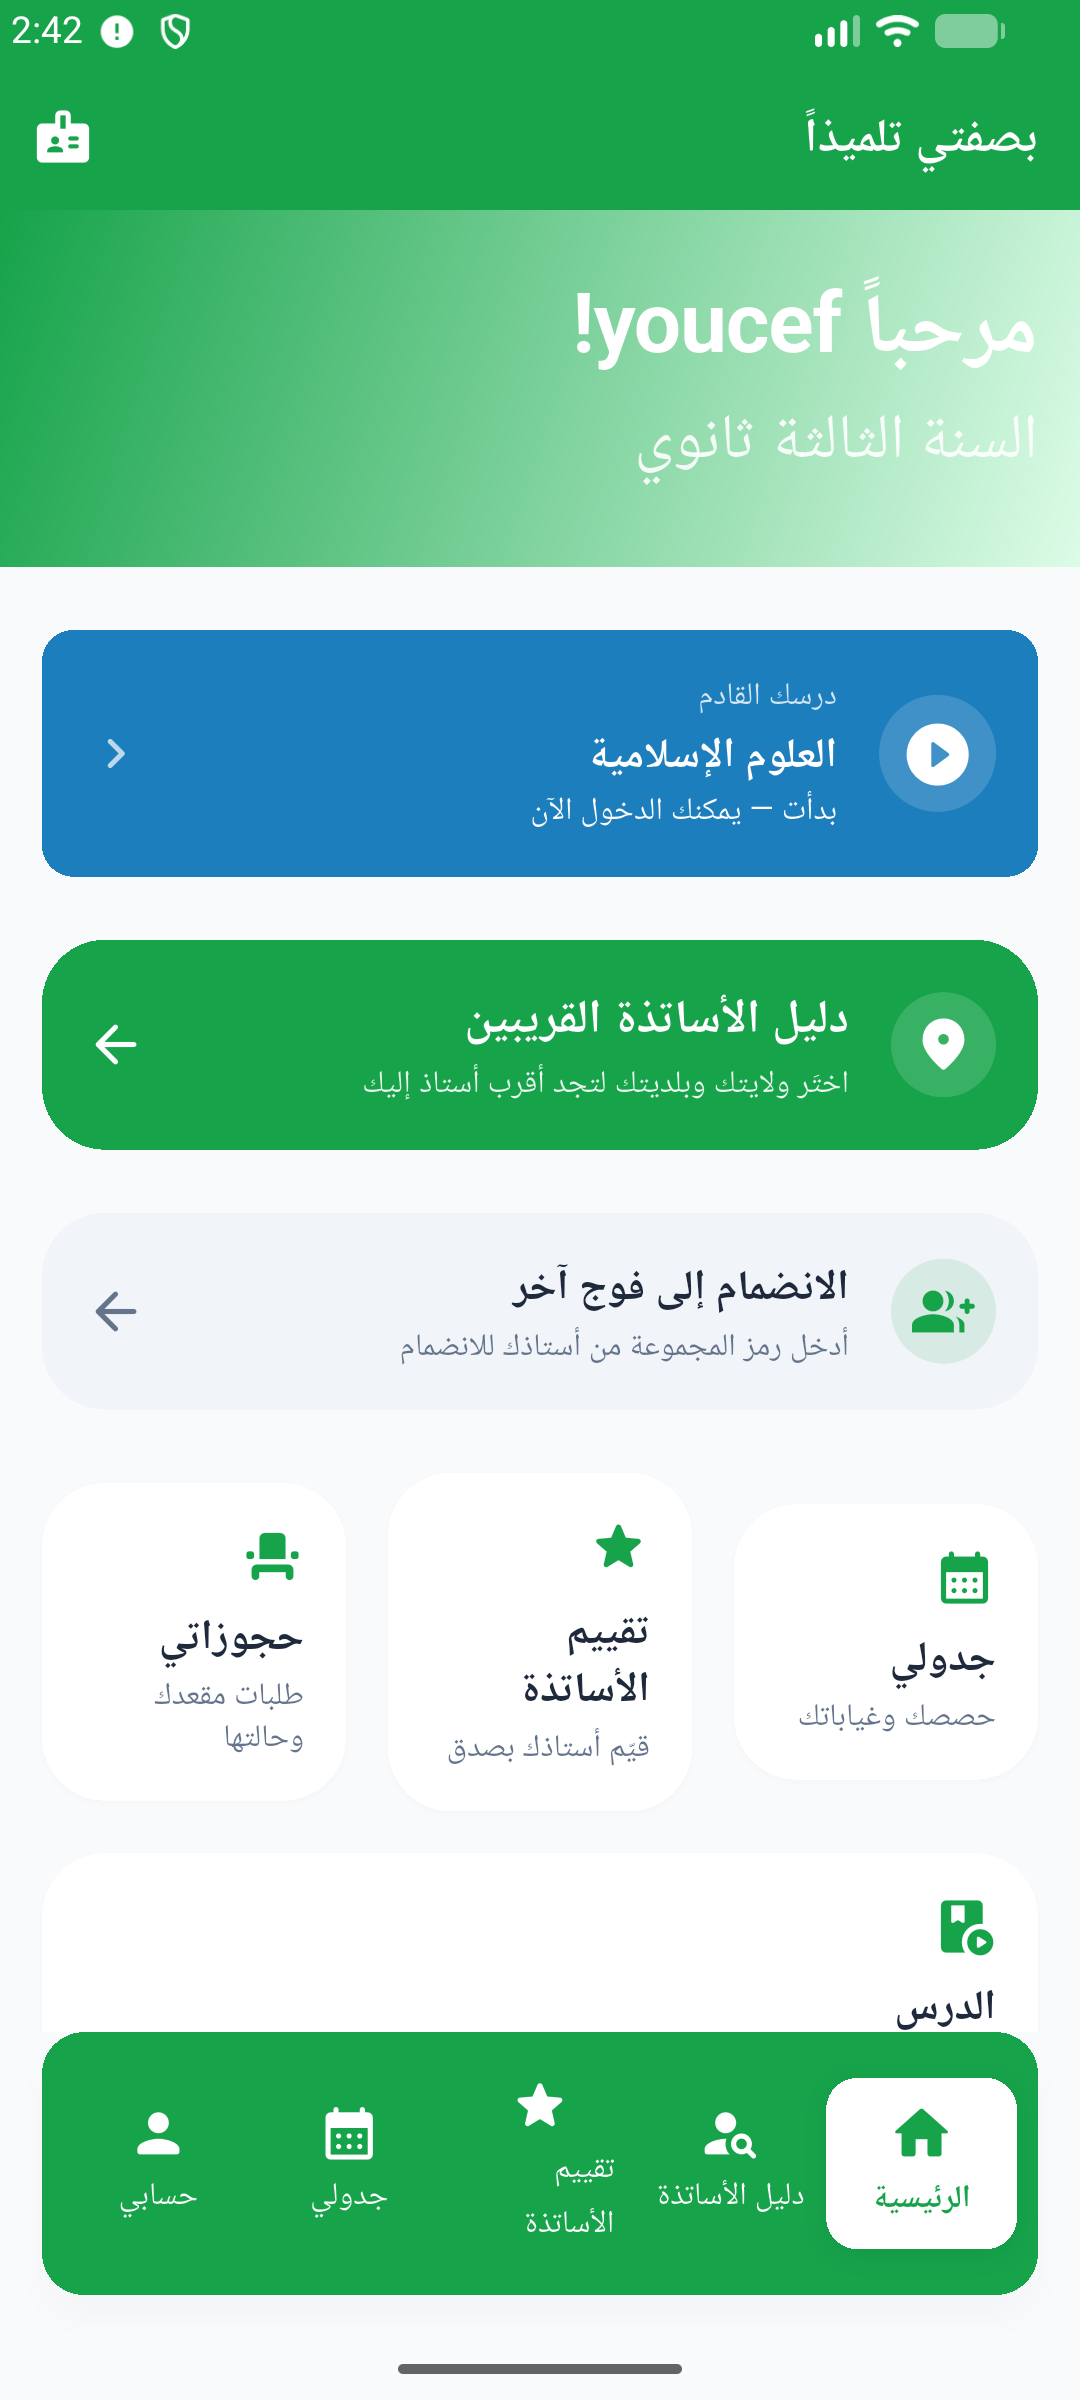 2:42
بصفتي تلميذاً
مرحباً youcef!
السنة الثالثة ثانوي
درسك القادم
العلوم الإسلامية
بدأت — يمكنك الدخول الآن
دليل الأساتذة القريبين
اختَر ولايتك وبلديتك لتجد أقرب أستاذ إليك
الانضمام إلى فوج آخر
أدخل رمز المجموعة من أستاذك للانضمام
جدولي
حصصك وغياباتك
تقييم
الأساتذة
قيّم أستاذك بصدق
حجوزاتي
طلبات مقعدك
وحالتها
الدرس
الرئيسية
دليل الأساتذة
تقييم
الأساتذة
جدولي
حسابي